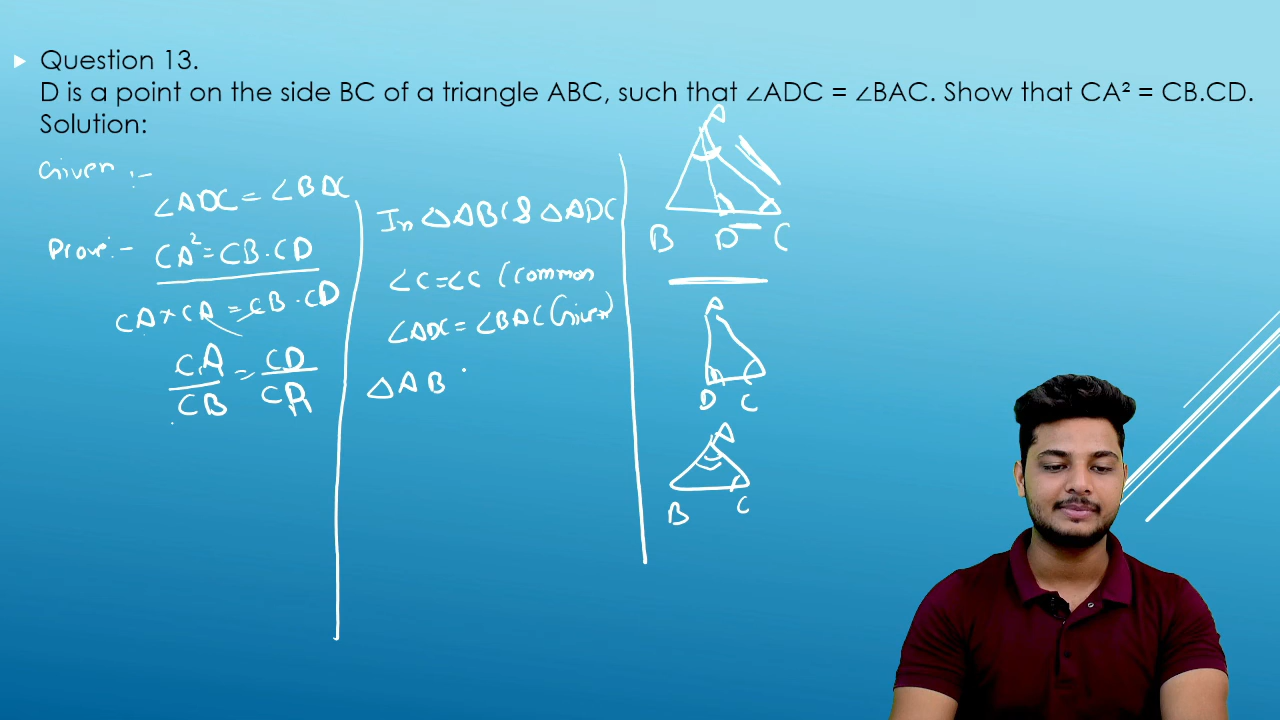 Question 13.
D is a point on the side BC of a triangle ABC, such that ∠ADC = ∠BAC. Show that CA² = CB.CD.
Solution:
Given :-
∠ADC = ∠BDC
Prove :-
CA² = CB·CD
CA × CA = CB·CD
CA/CB = CD/CA
In △ABC & △ADC
∠C = ∠C (Common
∠ADC = ∠BAC (Given)
△AB
A
B D C
A
D C
A
B C